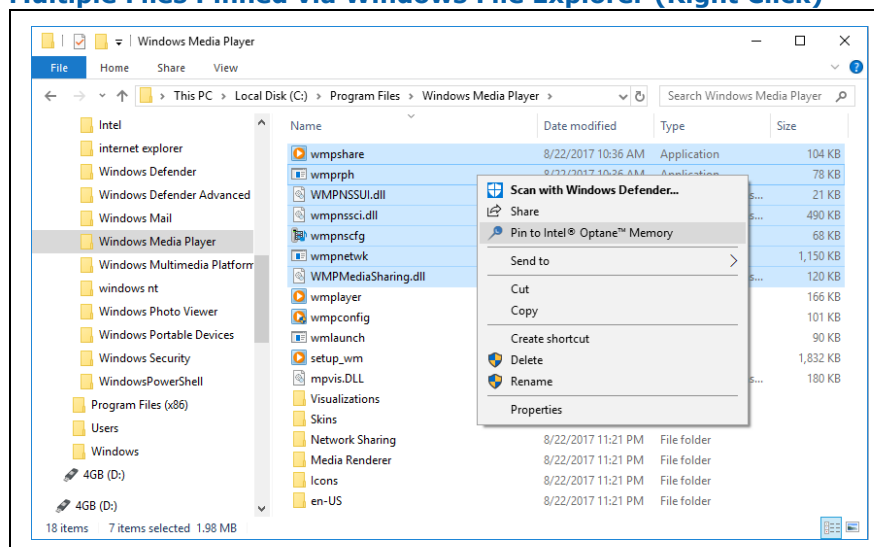 Multiple Files Pinned via Windows File Explorer (Right Click)
Windows Media Player
File Home Share View
This PC > Local Disk (C:) > Program Files > Windows Media Player >
Search Windows Media Player
Name Date modified Type Size
Intel
internet explorer
Windows Defender
Windows Defender Advanced
Windows Mail
Windows Media Player
Windows Multimedia Platform
windows nt
Windows Photo Viewer
Windows Portable Devices
Windows Security
WindowsPowerShell
Program Files (x86)
Users
Windows
4GB (D:)
4GB (D:)
wmpshare 8/22/2017 10:36 AM Application 104 KB
wmprph 8/22/2017 10:36 AM Application 78 KB
WMPNSSUI.dll s... 21 KB
wmpnssci.dll s... 490 KB
wmpnscfg 68 KB
wmpnetwk 1,150 KB
WMPMediaSharing.dll s... 120 KB
wmplayer 166 KB
wmpconfig 101 KB
wmlaunch 90 KB
setup_wm 1,832 KB
mpvis.DLL s... 180 KB
Visualizations
Skins
Network Sharing 8/22/2017 11:21 PM File folder
Media Renderer 8/22/2017 11:21 PM File folder
Icons 8/22/2017 11:21 PM File folder
en-US 8/22/2017 11:21 PM File folder
Scan with Windows Defender...
Share
Pin to Intel® Optane™ Memory
Send to
Cut
Copy
Create shortcut
Delete
Rename
Properties
18 items 7 items selected 1.98 MB